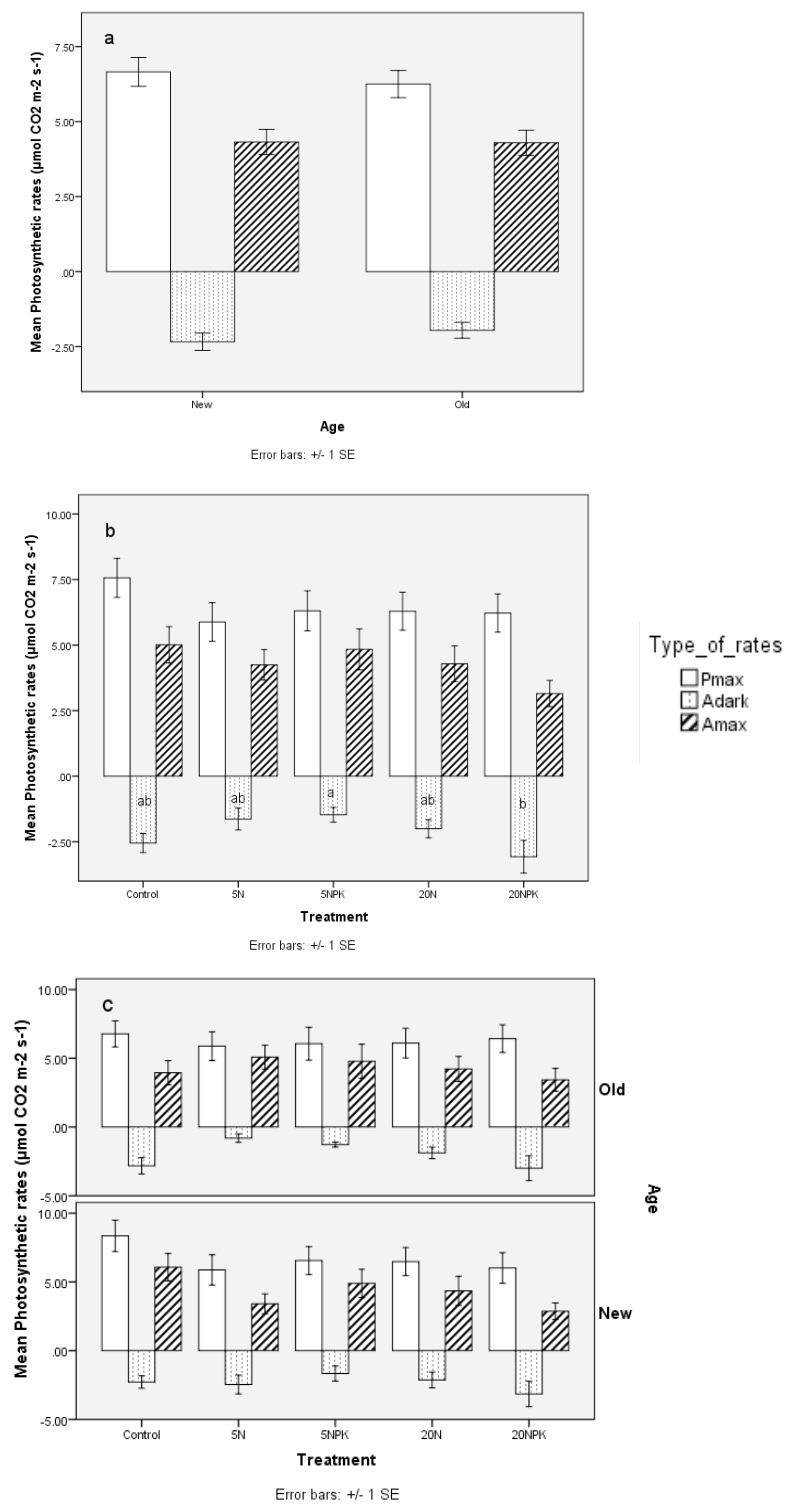 a
Mean Photosynthetic rates (µmol CO2 m-2 s-1)
7.50
5.00
2.50
.00
-2.50
New Old
Age
Error bars: +/- 1 SE
b
Mean Photosynthetic rates (µmol CO2 m-2 s-1)
10.00
7.50
5.00
2.50
.00
-2.50
ab ab a ab b
Control 5N 5NPK 20N 20NPK
Treatment
Error bars: +/- 1 SE
Type_of_rates
Pmax
Adark
Amax
c
Mean Photosynthetic rates (µmol CO2 m-2 s-1)
10.00
5.00
.00
-5.00
Old
Age
10.00
5.00
.00
-5.00
New
Control 5N 5NPK 20N 20NPK
Treatment
Error bars: +/- 1 SE